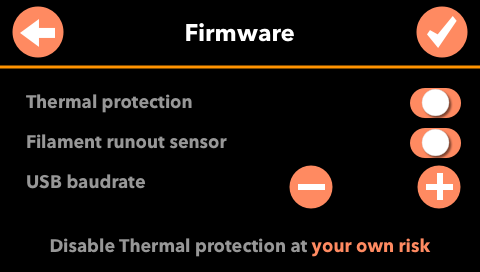 Firmware
Thermal protection
Filament runout sensor
USB baudrate
Disable Thermal protection at your own risk